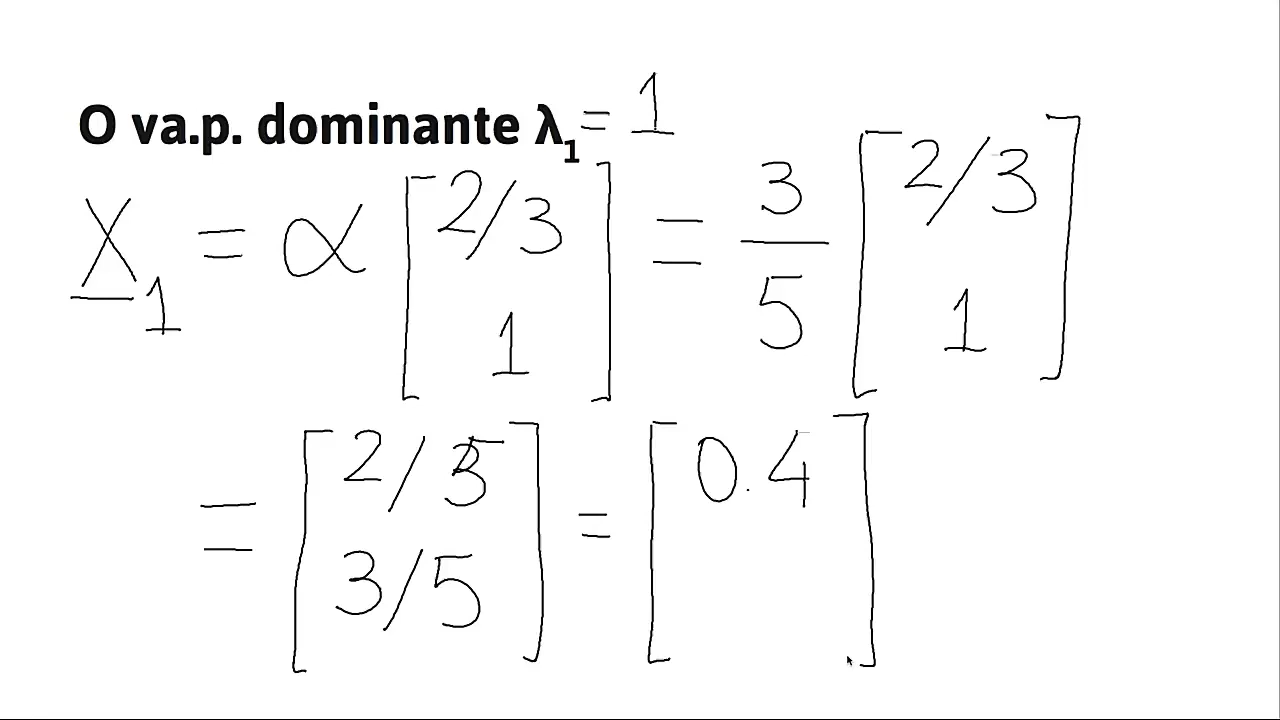 O va.p. dominante λ₁ = 1
X₁ = α [2/3 1] = 3/5 [2/3 1]
= [2/5 3/5] = [0.4]